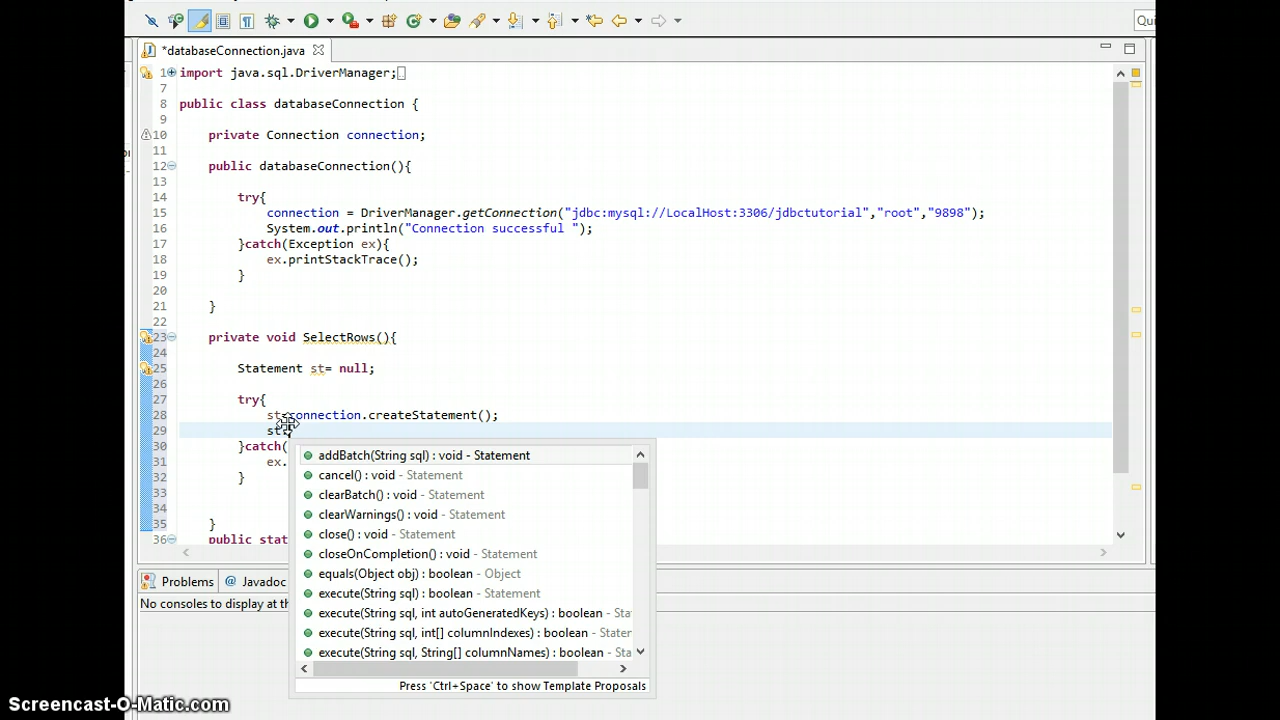 Qui
*databaseConnection.java
1 import java.sql.DriverManager;
7
8 public class databaseConnection {
9
10 private Connection connection;
11
12 public databaseConnection(){
13
14 try{
15 connection = DriverManager.getConnection("jdbc:mysql://LocalHost:3306/jdbctutorial","root","9898");
16 System.out.println("Connection successful ");
17 }catch(Exception ex){
18 ex.printStackTrace();
19 }
20
21 }
22
23 private void SelectRows(){
24
25 Statement st= null;
26
27 try{
28 st=connection.createStatement();
29 st.
30 }catch(
31 ex.
32 }
33
34
35 }
36 public stat
addBatch(String sql) : void - Statement
cancel() : void - Statement
clearBatch() : void - Statement
clearWarnings() : void - Statement
close() : void - Statement
closeOnCompletion() : void - Statement
equals(Object obj) : boolean - Object
execute(String sql) : boolean - Statement
execute(String sql, int autoGeneratedKeys) : boolean - Sta
execute(String sql, int[] columnIndexes) : boolean - Stater
execute(String sql, String[] columnNames) : boolean - Sta
Press 'Ctrl+Space' to show Template Proposals
Problems @ Javadoc
No consoles to display at th
Screencast-O-Matic.com